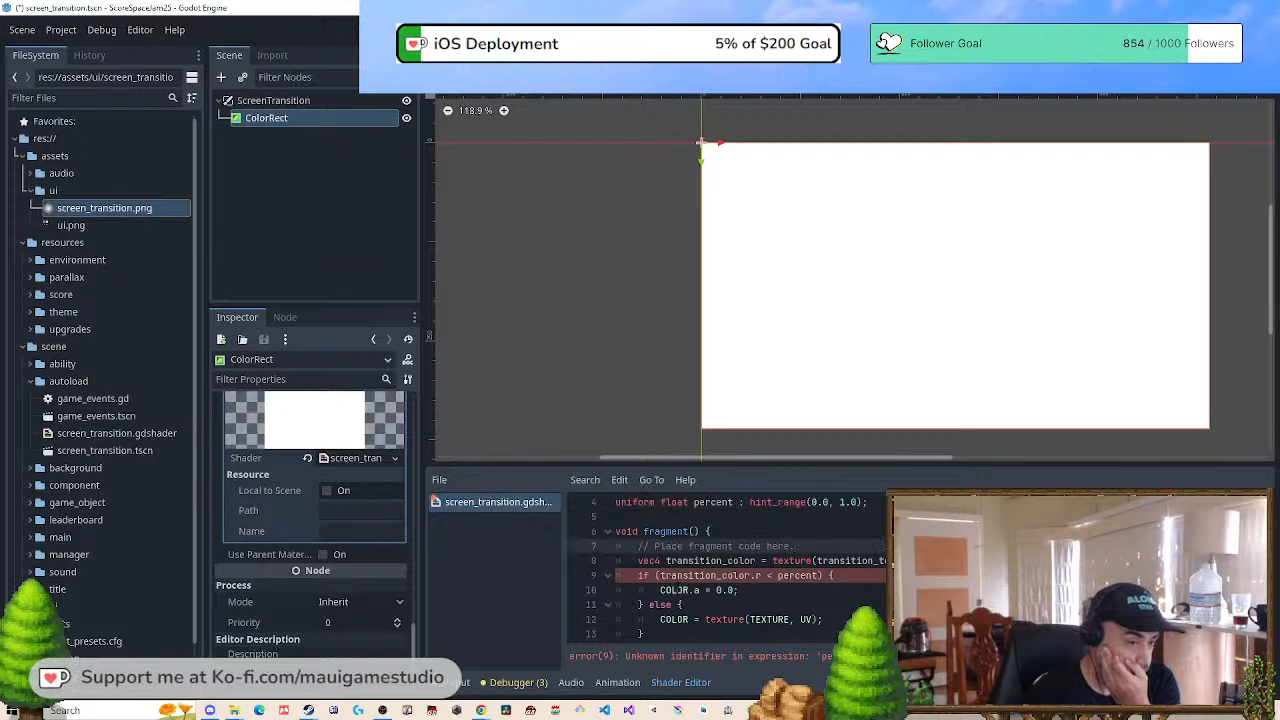 (*) screen_transition.tscn - ScoreSpaceJam25 - Godot Engine
Scene Project Debug Editor Help
iOS Deployment 5% of $200 Goal
Follower Goal 854 / 1000 Followers
FileSystem History
res://assets/ui/screen_transitio
Filter Files
Favorites:
res://
assets
audio
ui
screen_transition.png
ui.png
resources
environment
parallax
score
theme
upgrades
scene
ability
autoload
game_events.gd
game_events.tscn
screen_transition.gdshader
screen_transition.tscn
background
component
game_object
leaderboard
main
manager
sound
title
t_presets.cfg
Scene Import
Filter Nodes
ScreenTransition
ColorRect
Inspector Node
ColorRect
Filter Properties
Shader screen_tran
Resource
Local to Scene On
Path
Name
Use Parent Mater... On
Node
Process
Mode Inherit
Priority 0
Editor Description
118.9 %
File Search Edit Go To Help
screen_transition.gdsh...
4 uniform float percent : hint_range(0.0, 1.0);
5
6 void fragment() {
7 // Place fragment code here.
8 vec4 transition_color = texture(transition_te
9 if (transition_color.r < percent) {
10 COLOR.a = 0.0;
11 } else {
12 COLOR = texture(TEXTURE, UV);
13 }
error(9): Unknown identifier in expression: 'pe
Debugger (3) Audio Animation Shader Editor
Support me at Ko-fi.com/mauigamestudio
Search